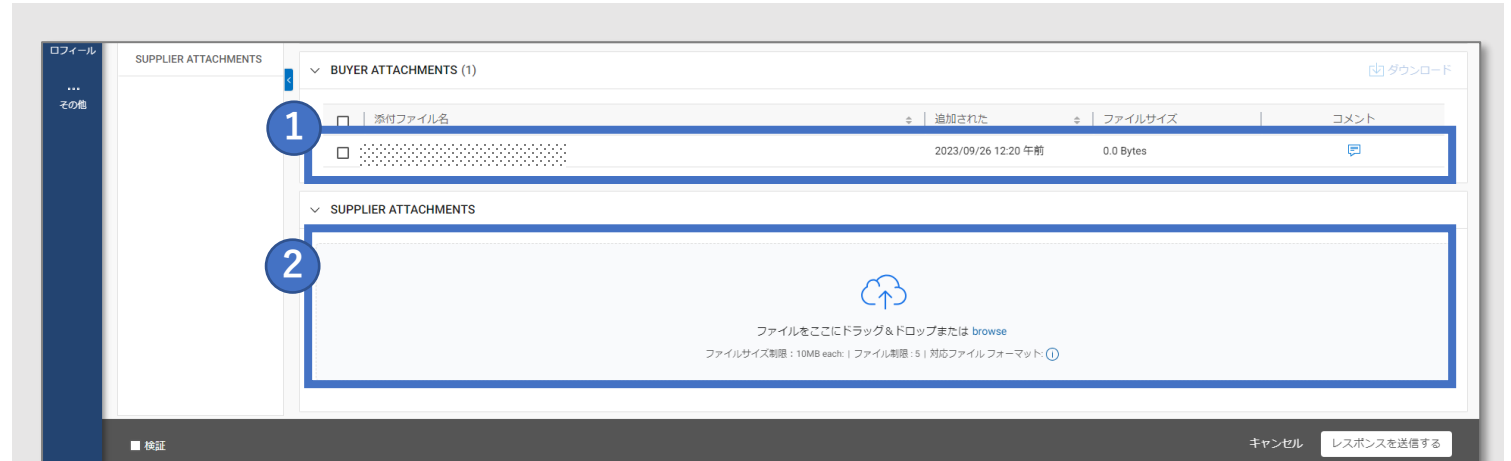 ロフィール
...
その他
SUPPLIER ATTACHMENTS
BUYER ATTACHMENTS (1)
ダウンロード
1
添付ファイル名
追加された
ファイルサイズ
コメント
2023/09/26 12:20 午前
0.0 Bytes
SUPPLIER ATTACHMENTS
2
ファイルをここにドラッグ&ドロップまたは browse
ファイルサイズ制限 : 10MB each: | ファイル制限 : 5 | 対応ファイル フォーマット:
検証
キャンセル
レスポンスを送信する